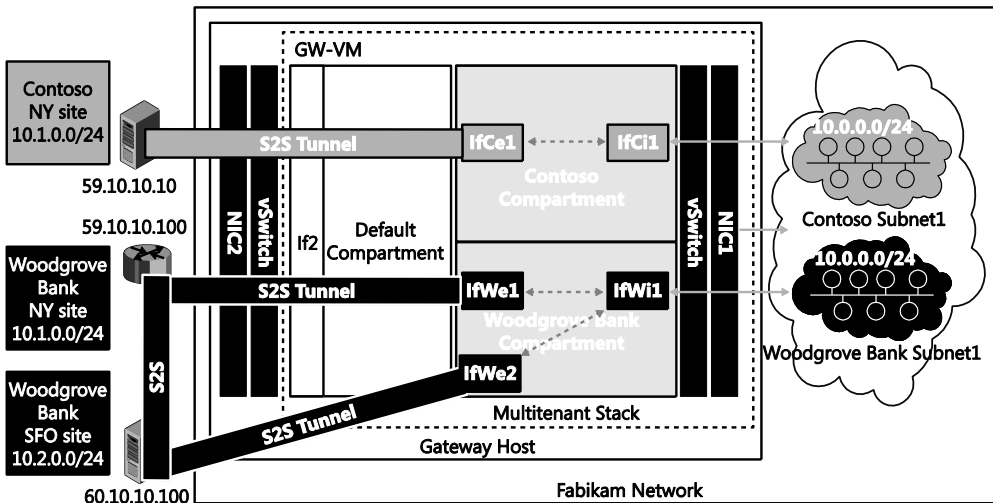 GW-VM
Contoso
NY site
10.1.0.0/24
59.10.10.10
S2S Tunnel
IfCe1
IfCi1
Contoso
Compartment
10.0.0.0/24
Contoso Subnet1
59.10.10.100
NIC2
vSwitch
If2
Default
Compartment
vSwitch
NIC1
Woodgrove
Bank
NY site
10.1.0.0/24
S2S Tunnel
IfWe1
IfWi1
Woodgrove Bank
Compartment
10.0.0.0/24
Woodgrove Bank Subnet1
S2S
IfWe2
Woodgrove
Bank
SFO site
10.2.0.0/24
S2S Tunnel
60.10.10.100
Multitenant Stack
Gateway Host
Fabikam Network